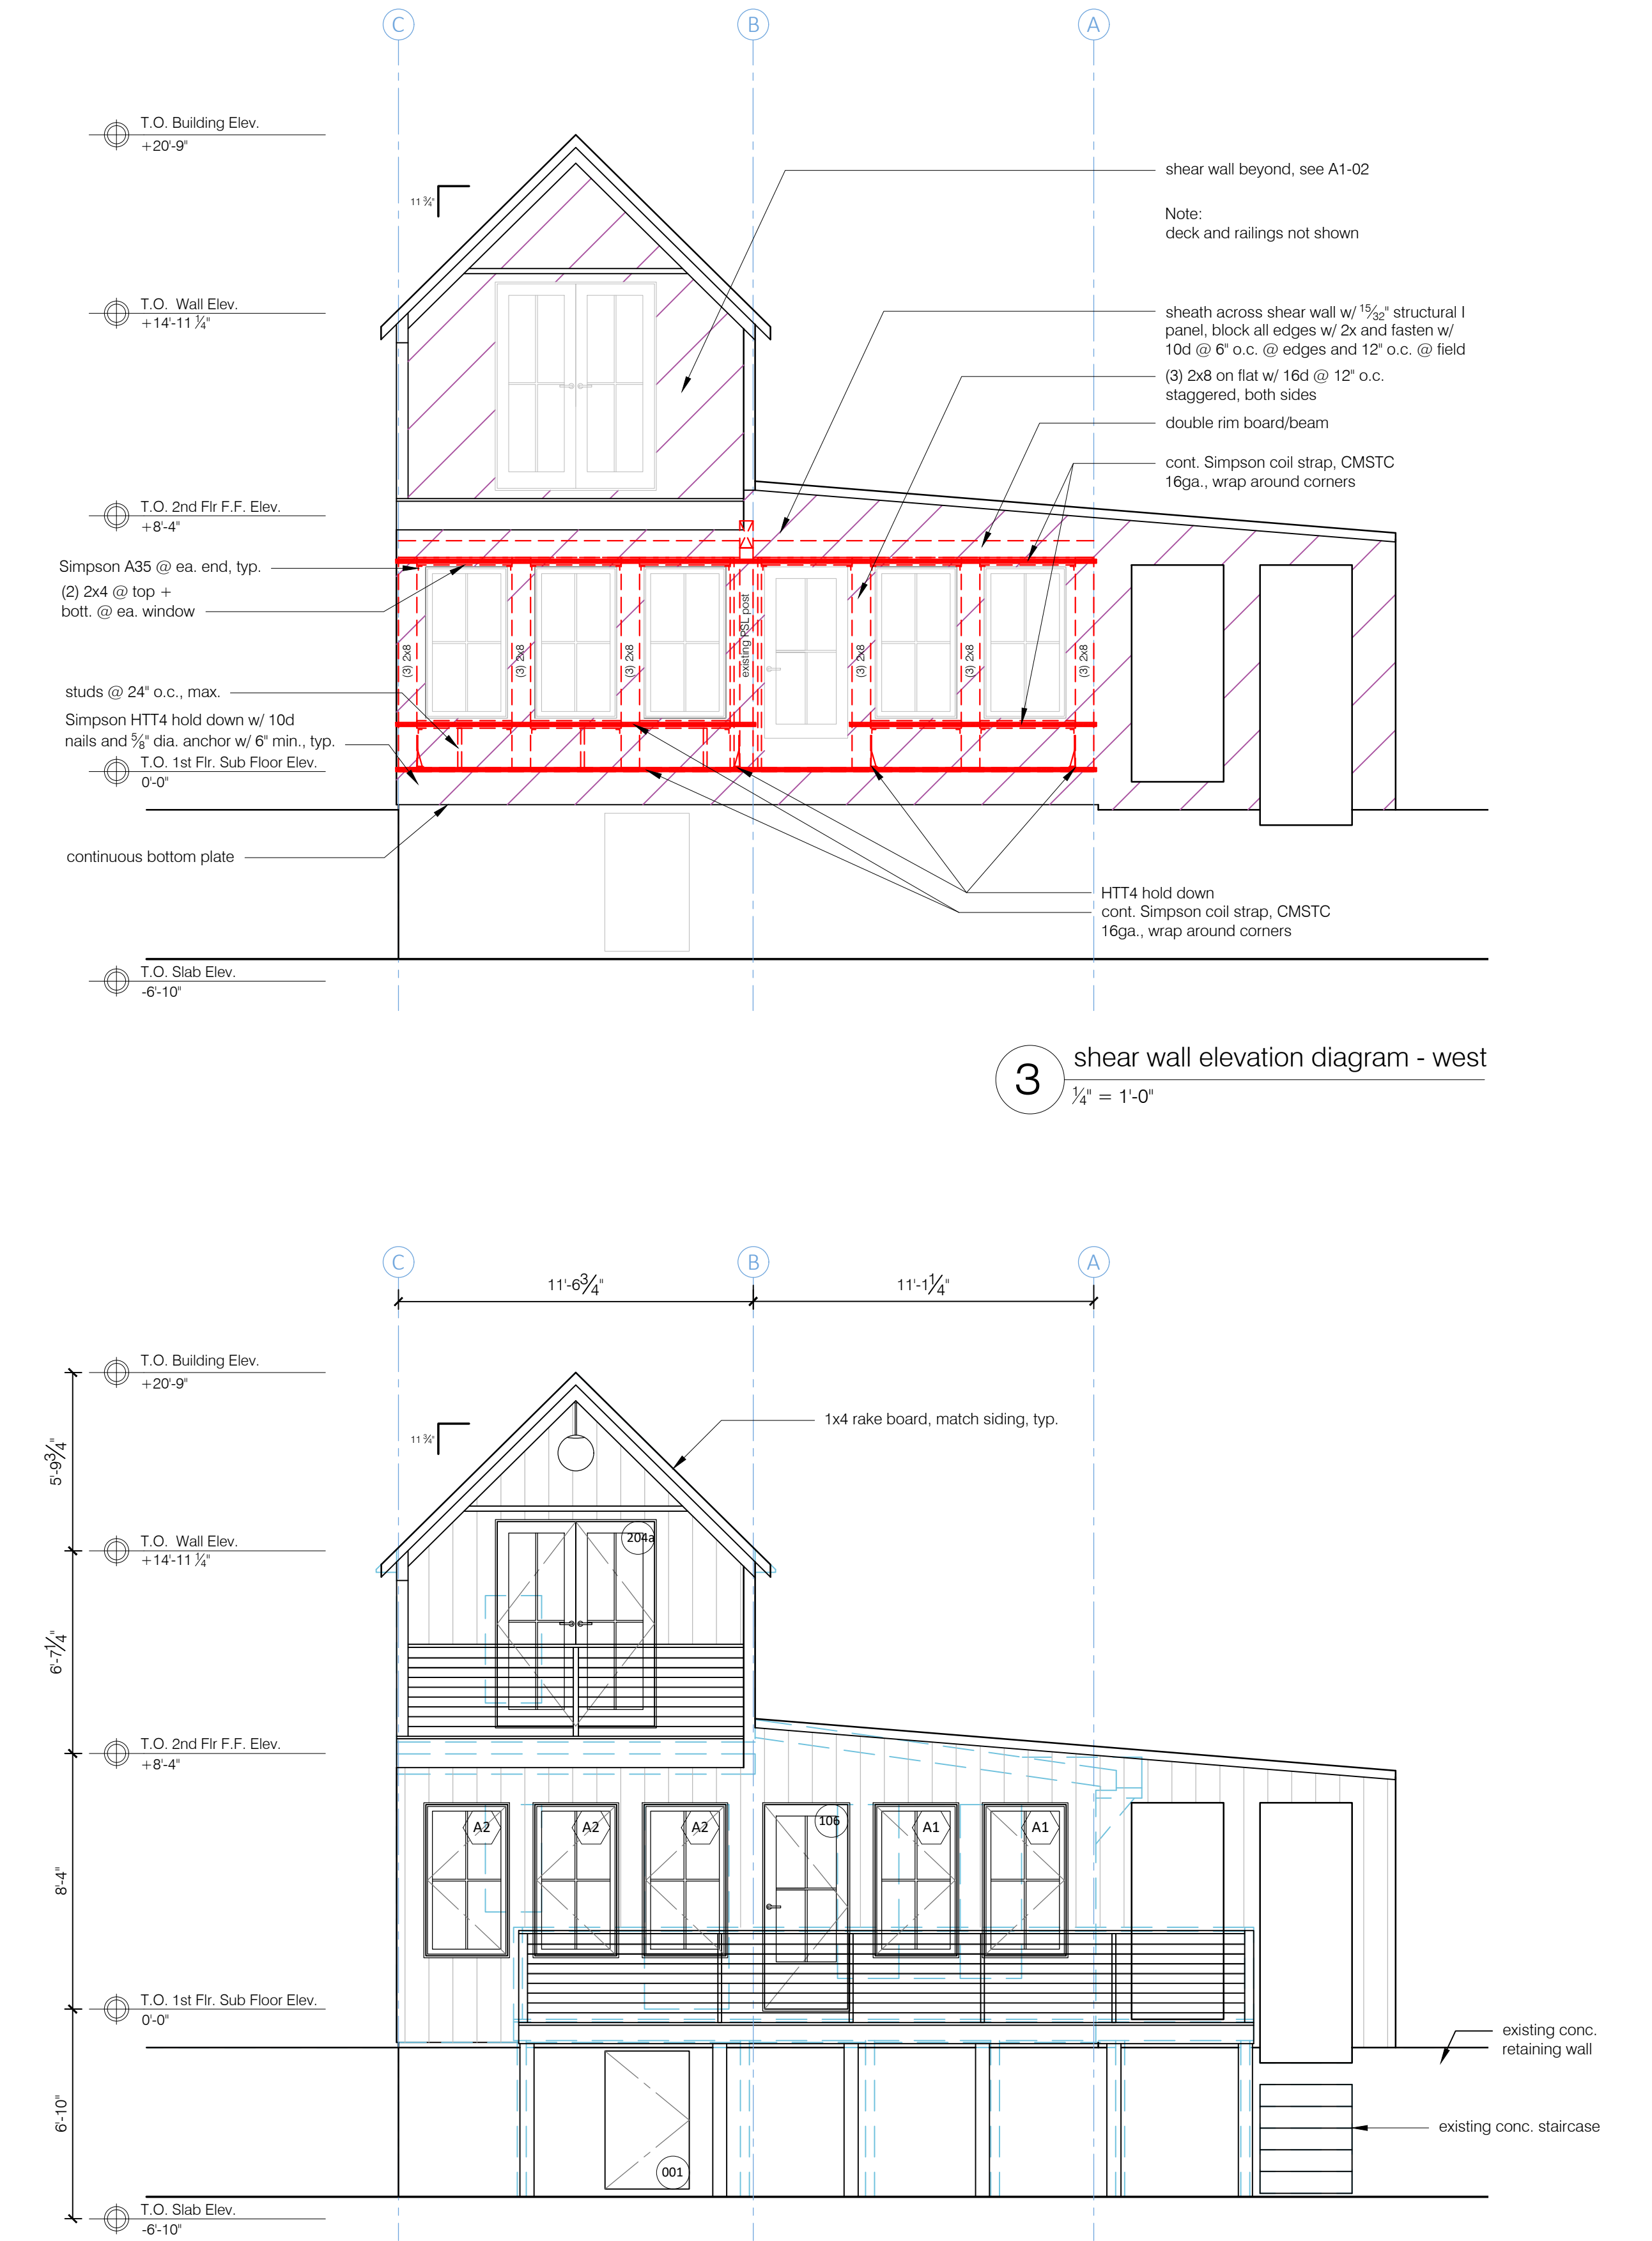 C
B
A
T.O. Building Elev.
+20'-9"
11 ¾"
shear wall beyond, see A1-02
Note:
deck and railings not shown
T.O. Wall Elev.
+14'-11 ¼"
sheath across shear wall w/ 15/32" structural I
panel, block all edges w/ 2x and fasten w/
10d @ 6" o.c. @ edges and 12" o.c. @ field
(3) 2x8 on flat w/ 16d @ 12" o.c.
staggered, both sides
double rim board/beam
cont. Simpson coil strap, CMSTC
16ga., wrap around corners
T.O. 2nd Flr F.F. Elev.
+8'-4"
Simpson A35 @ ea. end, typ.
(2) 2x4 @ top +
bott. @ ea. window
(3) 2x8
(3) 2x8
(3) 2x8
existing PSL post
(3) 2x8
(3) 2x8
(3) 2x8
studs @ 24" o.c., max.
Simpson HTT4 hold down w/ 10d
nails and ⅝" dia. anchor w/ 6" min., typ.
T.O. 1st Flr. Sub Floor Elev.
0'-0"
continuous bottom plate
HTT4 hold down
cont. Simpson coil strap, CMSTC
16ga., wrap around corners
T.O. Slab Elev.
-6'-10"
3
shear wall elevation diagram - west
¼" = 1'-0"
C
B
A
11'-6¾"
11'-1¼"
T.O. Building Elev.
+20'-9"
11 ¾"
1x4 rake board, match siding, typ.
5'-9¾"
T.O. Wall Elev.
+14'-11 ¼"
204a
6'-7¼"
T.O. 2nd Flr F.F. Elev.
+8'-4"
A2
A2
A2
106
A1
A1
8'-4"
T.O. 1st Flr. Sub Floor Elev.
0'-0"
existing conc.
retaining wall
6'-10"
existing conc. staircase
001
T.O. Slab Elev.
-6'-10"